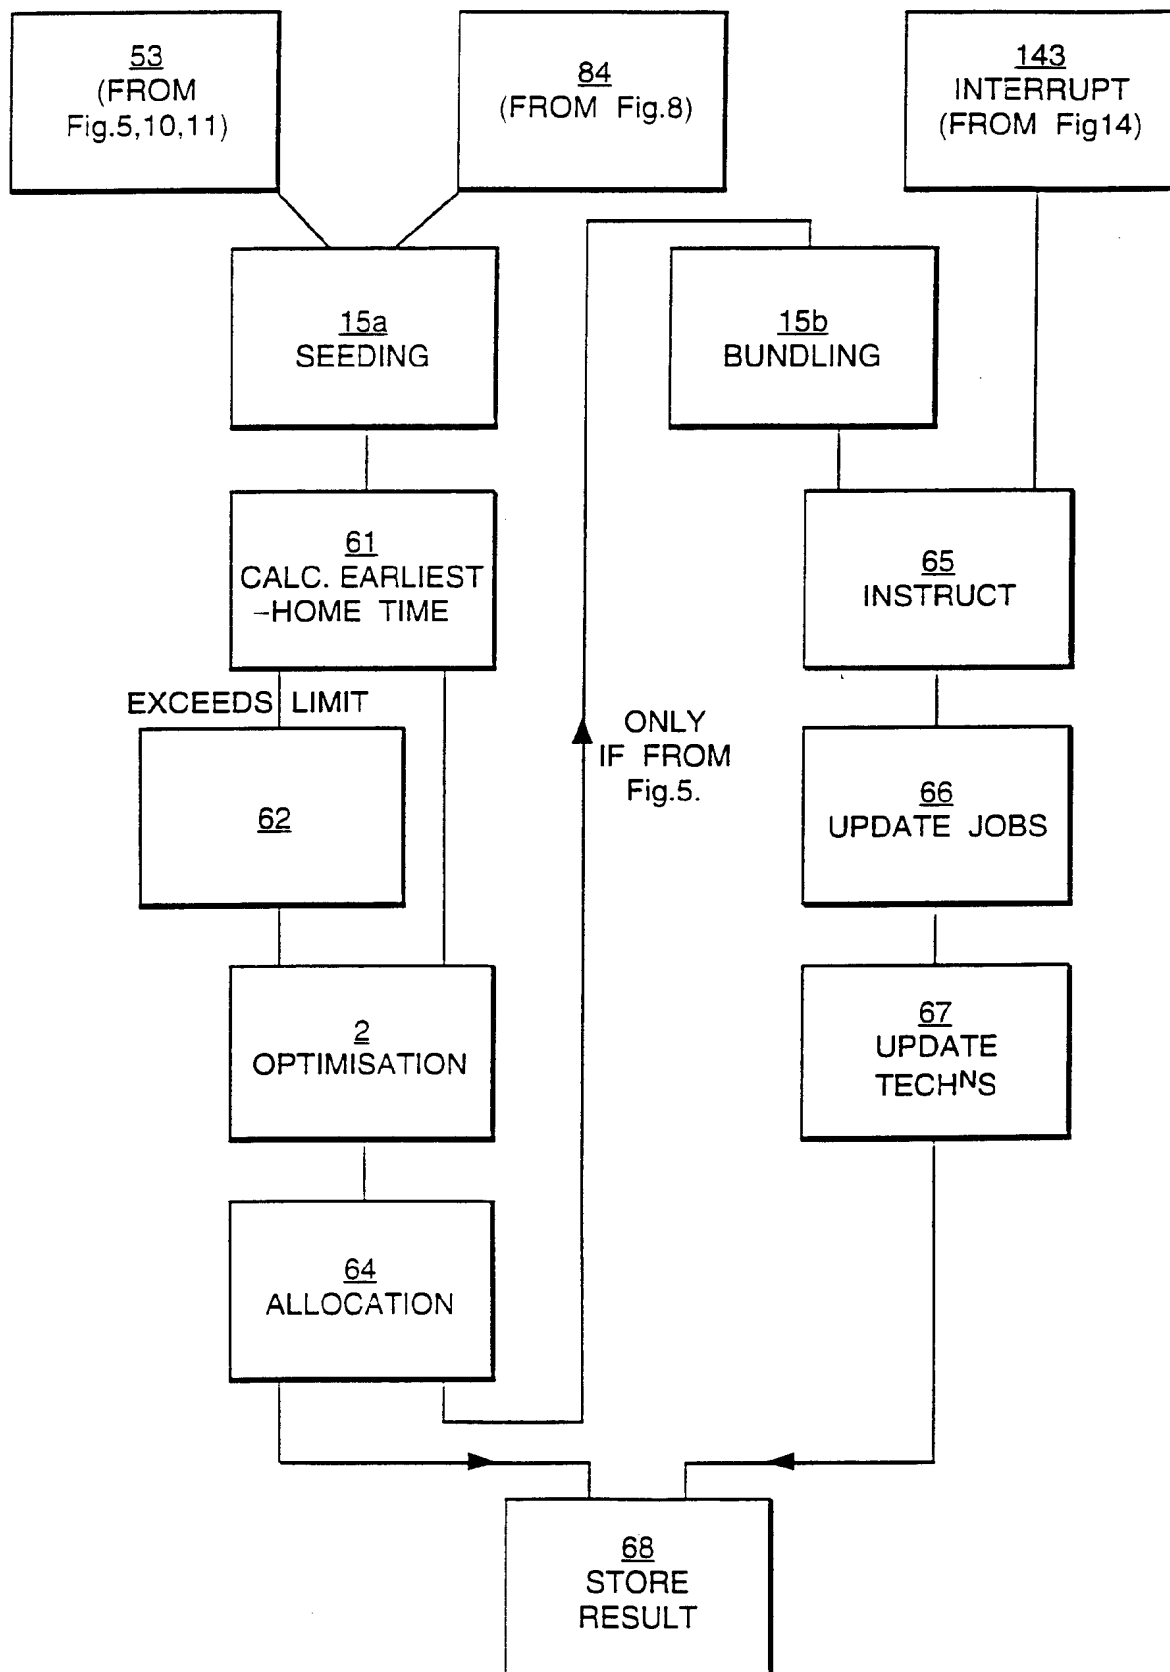 53
(FROM
Fig.5,10,11)
84
(FROM Fig.8)
143
INTERRUPT
(FROM Fig14)
15a
SEEDING
15b
BUNDLING
61
CALC. EARLIEST
–HOME TIME
65
INSTRUCT
EXCEEDS LIMIT
62
ONLY
IF FROM
Fig.5.
66
UPDATE JOBS
2
OPTIMISATION
67
UPDATE
TECHᴺS
64
ALLOCATION
68
STORE
RESULT